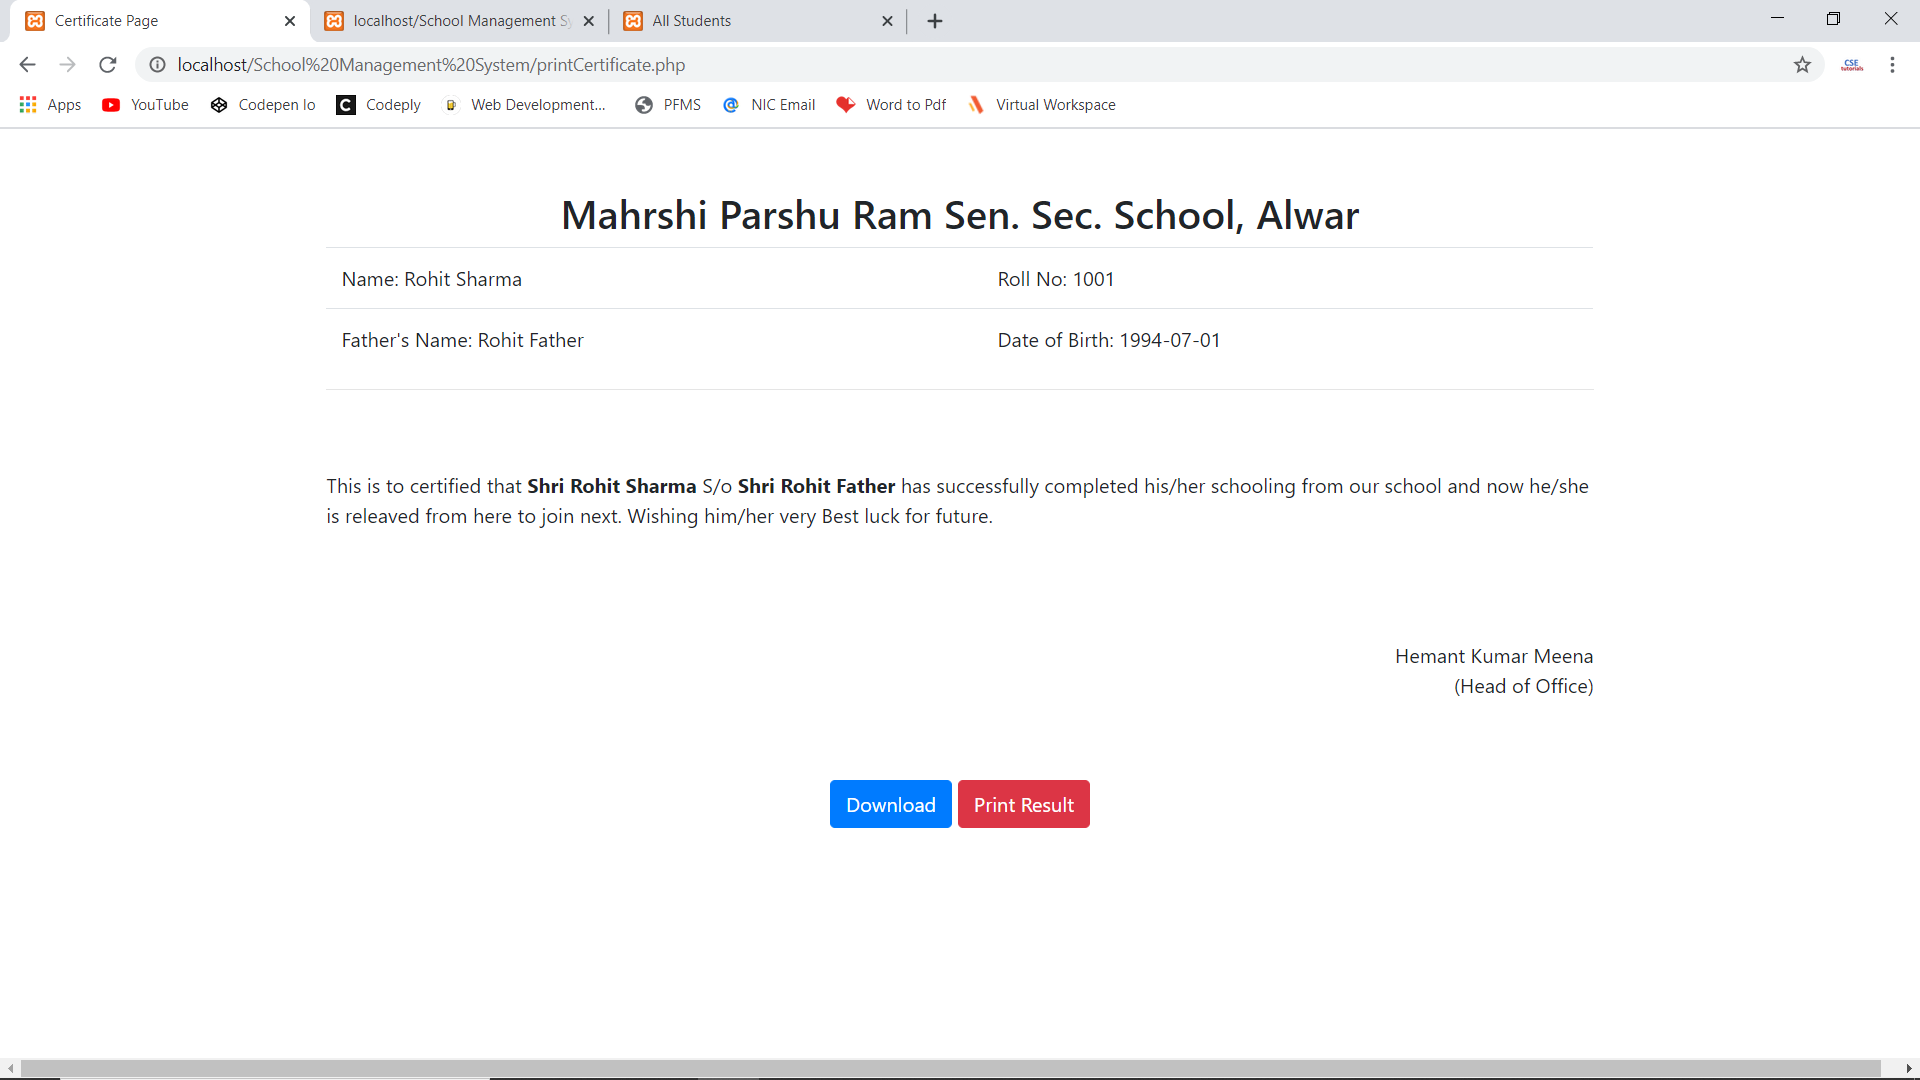 Certificate Page
localhost/School Management Sy
All Students
localhost/School%20Management%20System/printCertificate.php
CSE tutorials
Apps
YouTube
Codepen Io
Codeply
Web Development...
PFMS
NIC Email
Word to Pdf
Virtual Workspace
Mahrshi Parshu Ram Sen. Sec. School, Alwar
Name: Rohit Sharma
Roll No: 1001
Father's Name: Rohit Father
Date of Birth: 1994-07-01
This is to certified that Shri Rohit Sharma S/o Shri Rohit Father has successfully completed his/her schooling from our school and now he/she
is releaved from here to join next. Wishing him/her very Best luck for future.
Hemant Kumar Meena
(Head of Office)
Download
Print Result